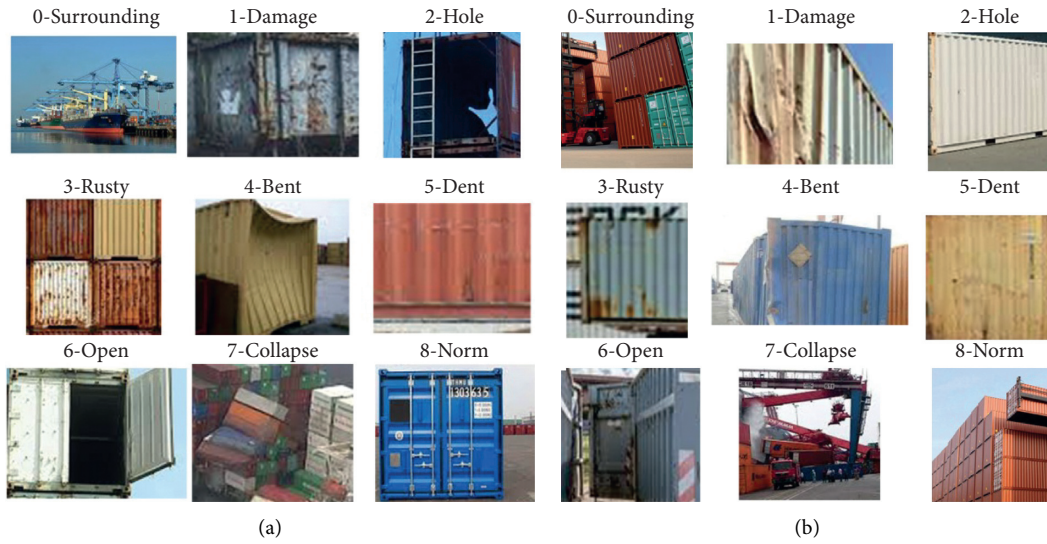 0-Surrounding 1-Damage 2-Hole
3-Rusty 4-Bent 5-Dent
6-Open 7-Collapse 8-Norm
1303635
(a)
0-Surrounding 1-Damage 2-Hole
3-Rusty 4-Bent 5-Dent
6-Open 7-Collapse 8-Norm
(b)